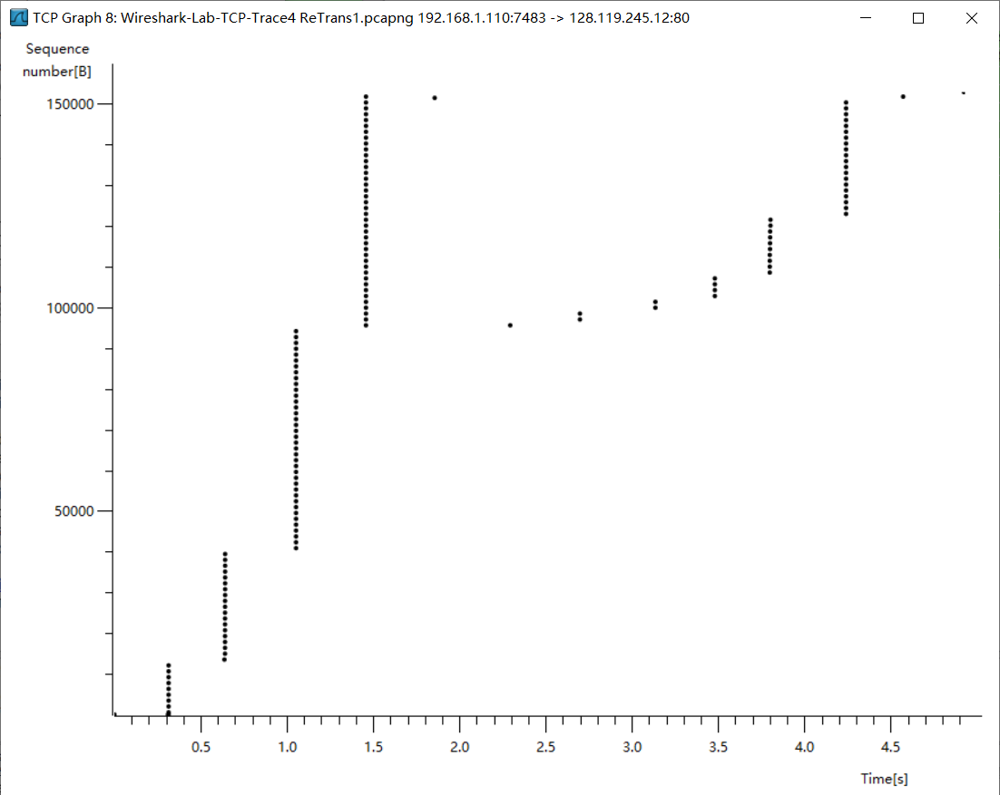 TCP Graph 8: Wireshark-Lab-TCP-Trace4 ReTrans1.pcapng 192.168.1.110:7483 -> 128.119.245.12:80
Sequence
number[B]
150000
100000
50000
0.5 1.0 1.5 2.0 2.5 3.0 3.5 4.0 4.5
Time[s]